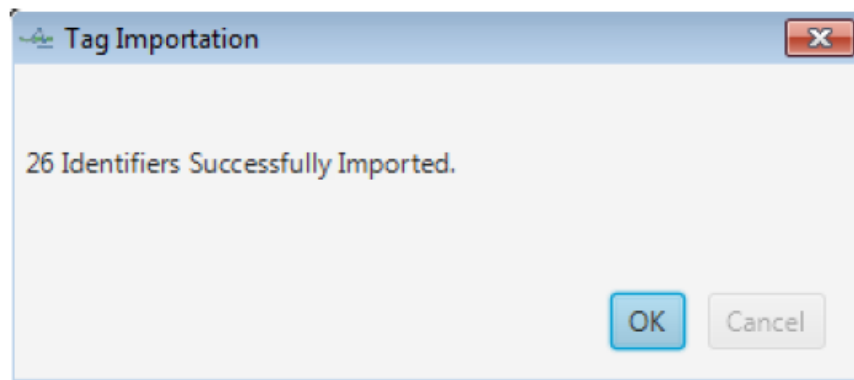 Tag Importation
26 Identifiers Successfully Imported.
OK Cancel